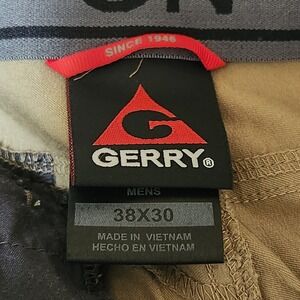 SINCE 1946
GERRY®
MENS
38X30
MADE IN VIETNAM
HECHO EN VIETNAM